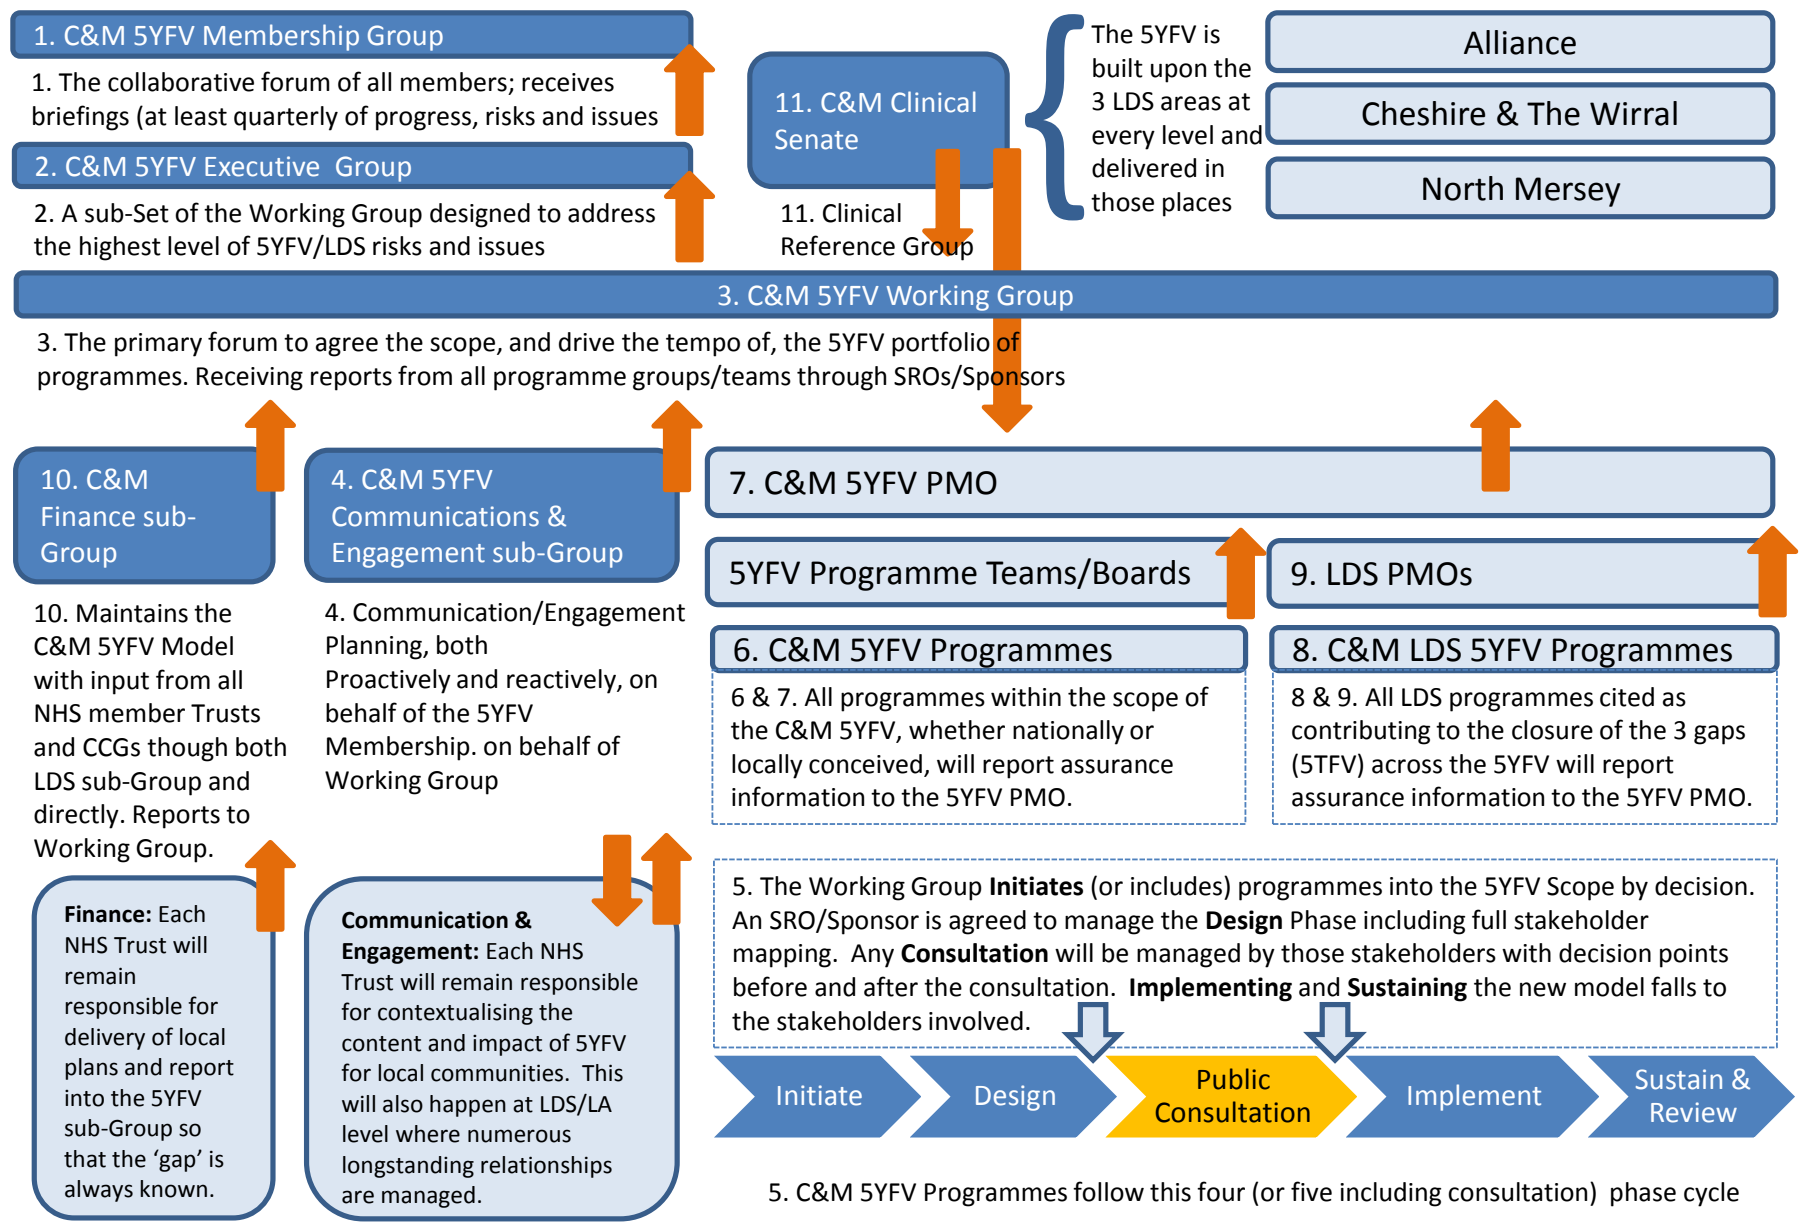 1. C&M 5YFV Membership Group
1. The collaborative forum of all members; receives
briefings (at least quarterly of progress, risks and issues
2. C&M 5YFV Executive  Group
2. A sub-Set of the Working Group designed to address
the highest level of 5YFV/LDS risks and issues
11. C&M Clinical
Senate
11. Clinical
Reference Group
The 5YFV is
built upon the
3 LDS areas at
every level and
delivered in
those places
Alliance
Cheshire & The Wirral
North Mersey
3. C&M 5YFV Working Group
3. The primary forum to agree the scope, and drive the tempo of, the 5YFV portfolio of
programmes. Receiving reports from all programme groups/teams through SROs/Sponsors
10. C&M
Finance sub-
Group
10. Maintains the
C&M 5YFV Model
with input from all
NHS member Trusts
and CCGs though both
LDS sub-Group and
directly. Reports to
Working Group.
Finance: Each
NHS Trust will
remain
responsible for
delivery of local
plans and report
into the 5YFV
sub-Group so
that the ‘gap’ is
always known.
4. C&M 5YFV
Communications &
Engagement sub-Group
4. Communication/Engagement
Planning, both
Proactively and reactively, on
behalf of the 5YFV
Membership. on behalf of
Working Group
Communication &
Engagement: Each NHS
Trust will remain responsible
for contextualising the
content and impact of 5YFV
for local communities.  This
will also happen at LDS/LA
level where numerous
longstanding relationships
are managed.
7. C&M 5YFV PMO
5YFV Programme Teams/Boards
9. LDS PMOs
6. C&M 5YFV Programmes
6 & 7. All programmes within the scope of
the C&M 5YFV, whether nationally or
locally conceived, will report assurance
information to the 5YFV PMO.
8. C&M LDS 5YFV Programmes
8 & 9. All LDS programmes cited as
contributing to the closure of the 3 gaps
(5TFV) across the 5YFV will report
assurance information to the 5YFV PMO.
5. The Working Group Initiates (or includes) programmes into the 5YFV Scope by decision.
An SRO/Sponsor is agreed to manage the Design Phase including full stakeholder
mapping.  Any Consultation will be managed by those stakeholders with decision points
before and after the consultation.  Implementing and Sustaining the new model falls to
the stakeholders involved.
Initiate
Design
Public
Consultation
Implement
Sustain &
Review
5. C&M 5YFV Programmes follow this four (or five including consultation)  phase cycle